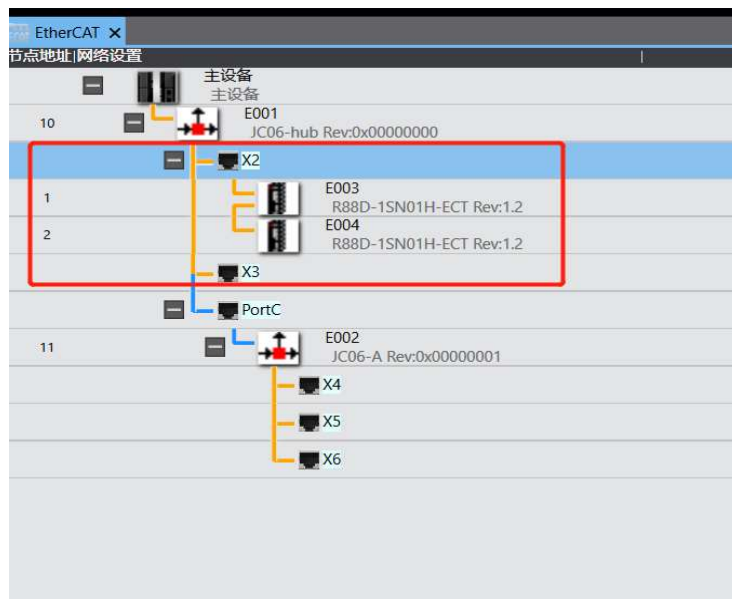 EtherCAT ×
节点地址|网络设置
主设备
主设备
10
E001
JC06-hub Rev:0x00000000
X2
1
E003
R88D-1SN01H-ECT Rev:1.2
2
E004
R88D-1SN01H-ECT Rev:1.2
X3
PortC
11
E002
JC06-A Rev:0x00000001
X4
X5
X6